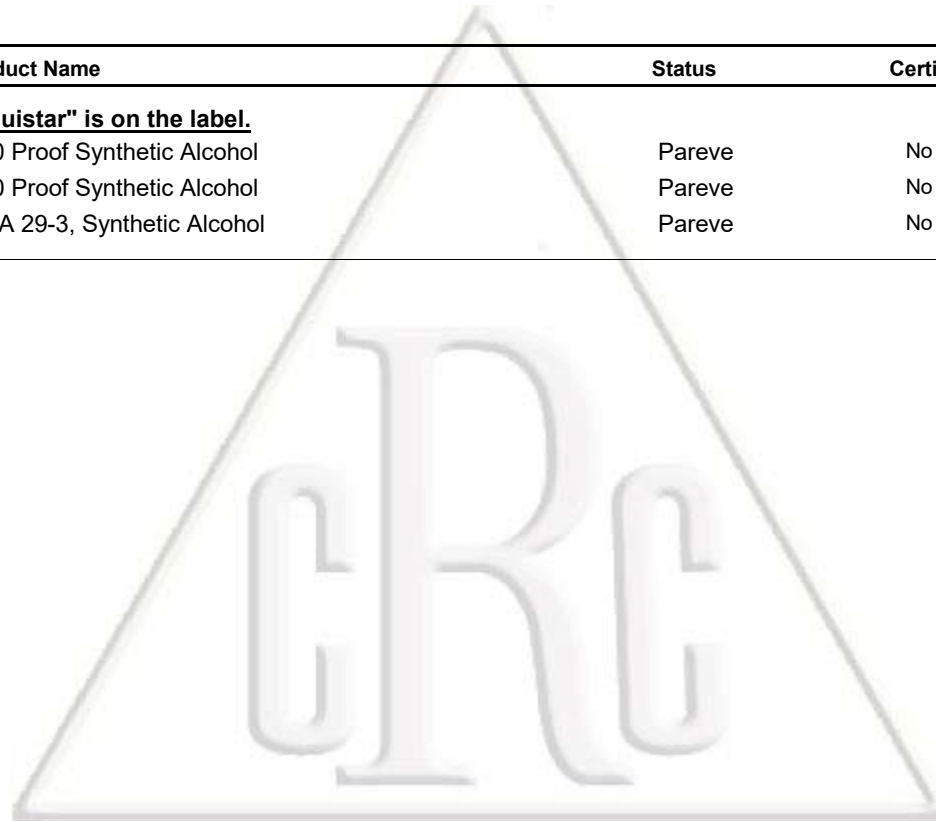 duct Name Status Certi
uistar" is on the label.
0 Proof Synthetic Alcohol Pareve No
0 Proof Synthetic Alcohol Pareve No
A 29-3, Synthetic Alcohol Pareve No
cRc